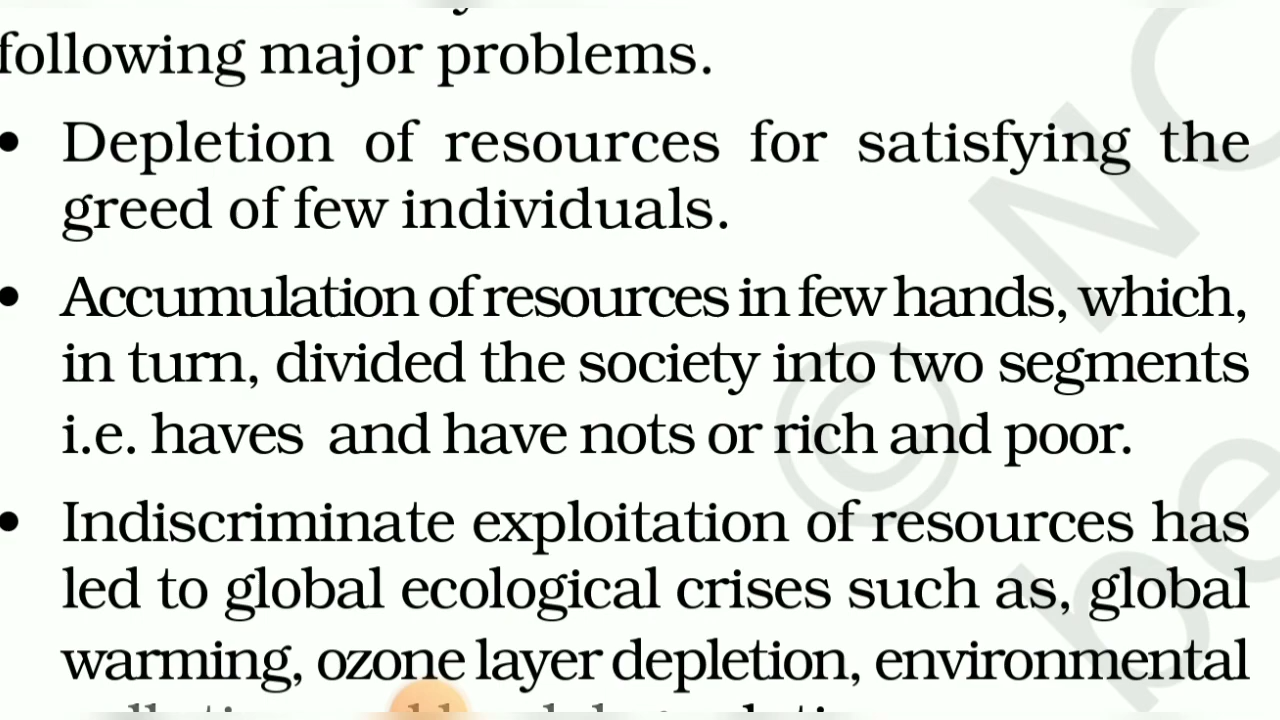 following major problems.
• Depletion of resources for satisfying the
greed of few individuals.
• Accumulation of resources in few hands, which,
in turn, divided the society into two segments
i.e. haves and have nots or rich and poor.
• Indiscriminate exploitation of resources has
led to global ecological crises such as, global
warming, ozone layer depletion, environmental